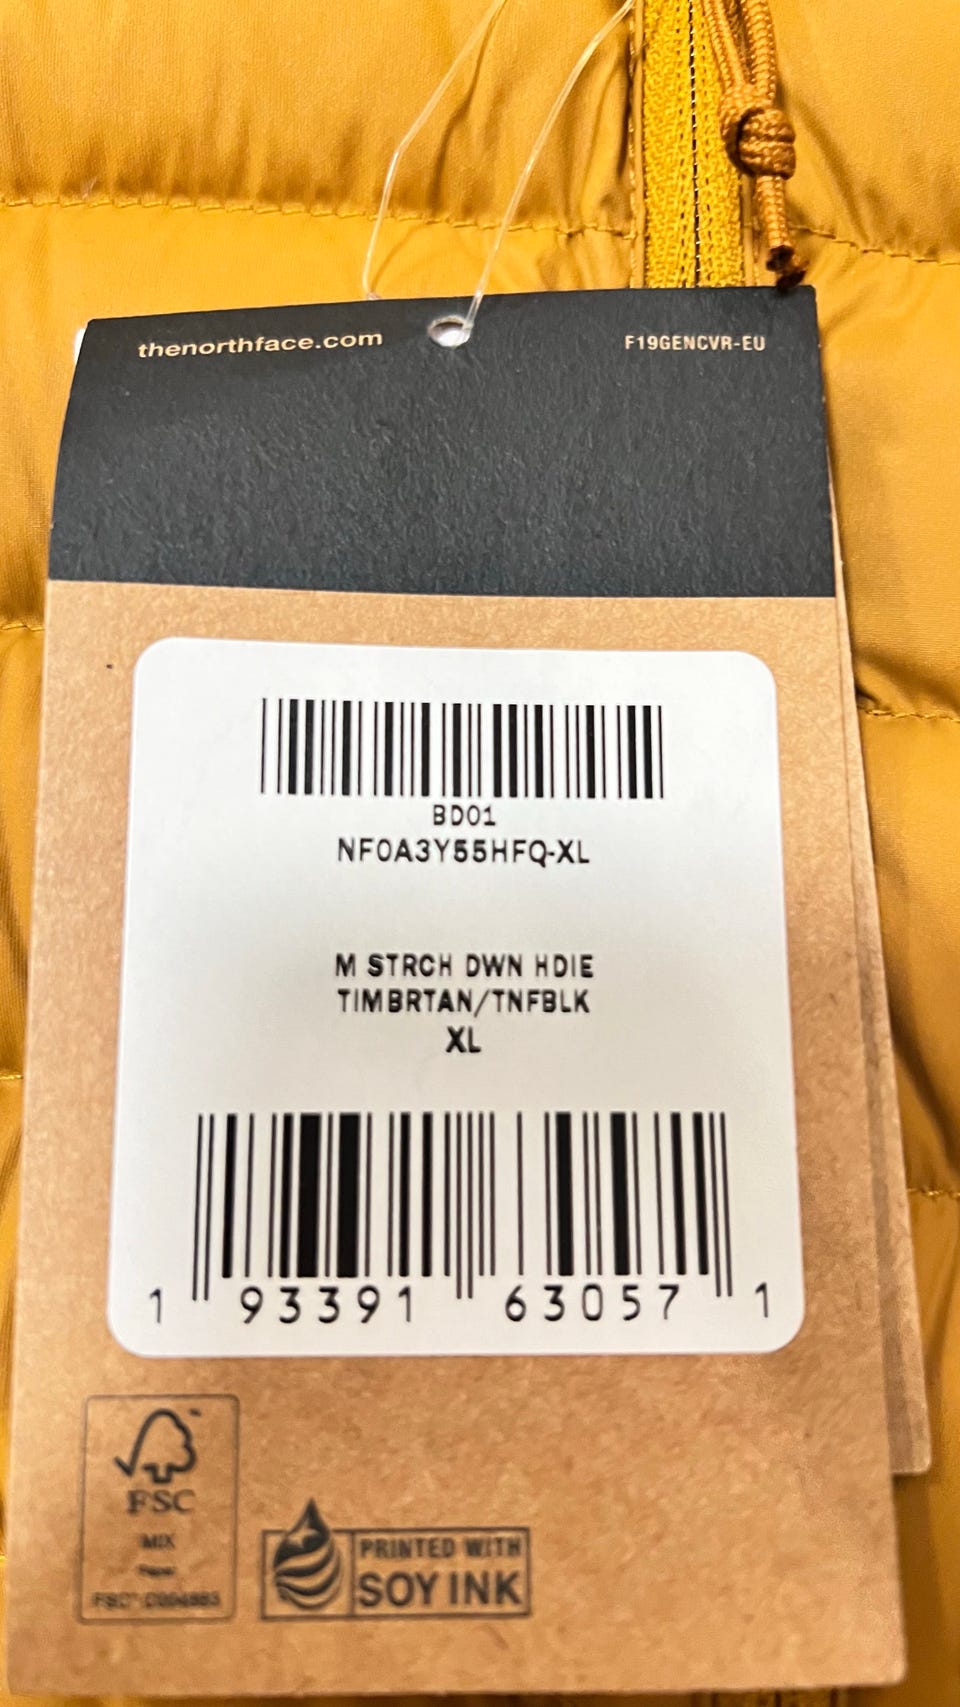 thenorthface.com
F19GENCVR-EU
BD01
NF0A3Y55HFQ-XL
M STRCH DWN HDIE
TIMBRTAN/TNFBLK
XL
1 93391 63057 1
FSC
MIX
Paper
PRINTED WITH
SOY INK